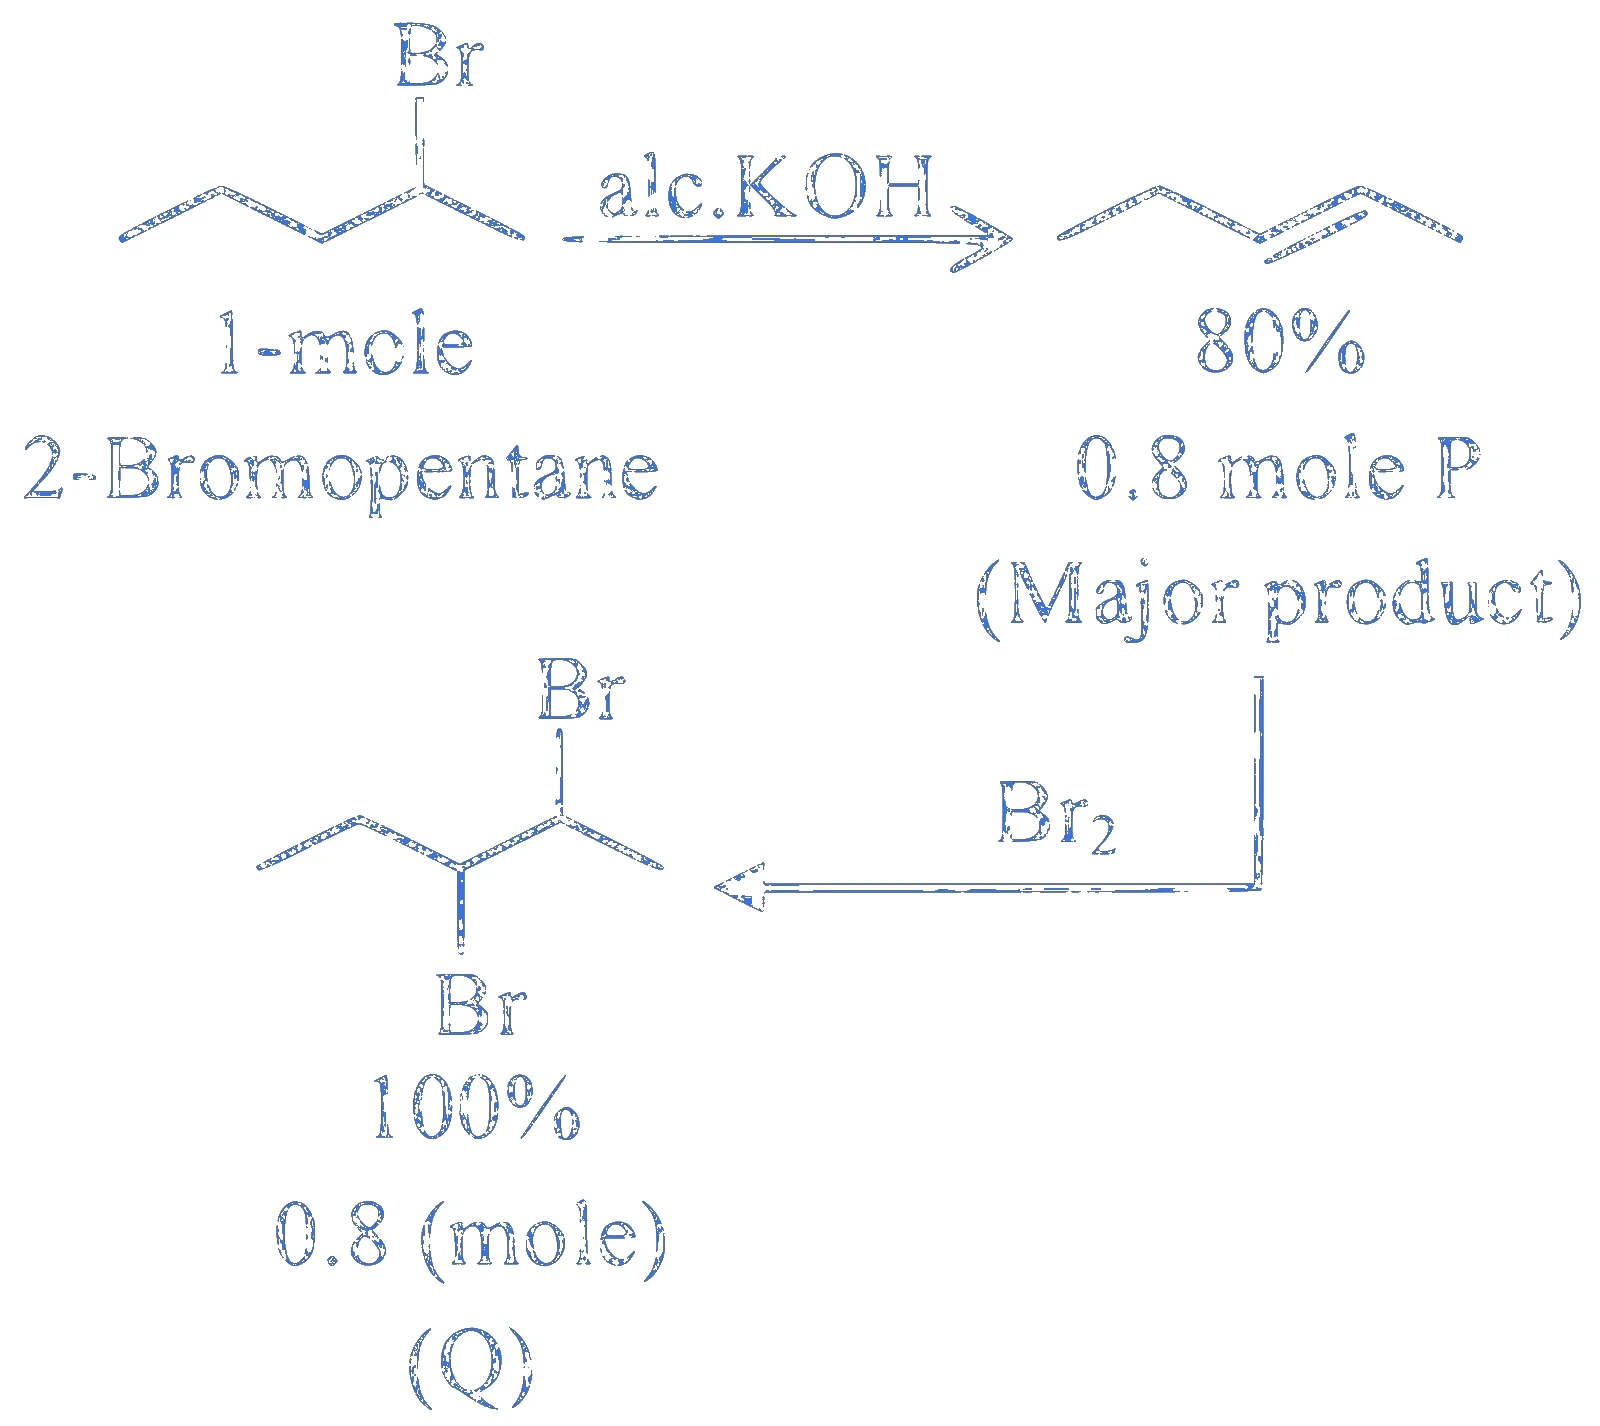 Br
alc.KOH
1-mole
80%
2-Bromopentane
0.8 mole P
(Major product)
Br
Br₂
Br
100%
0.8 (mole)
(Q)